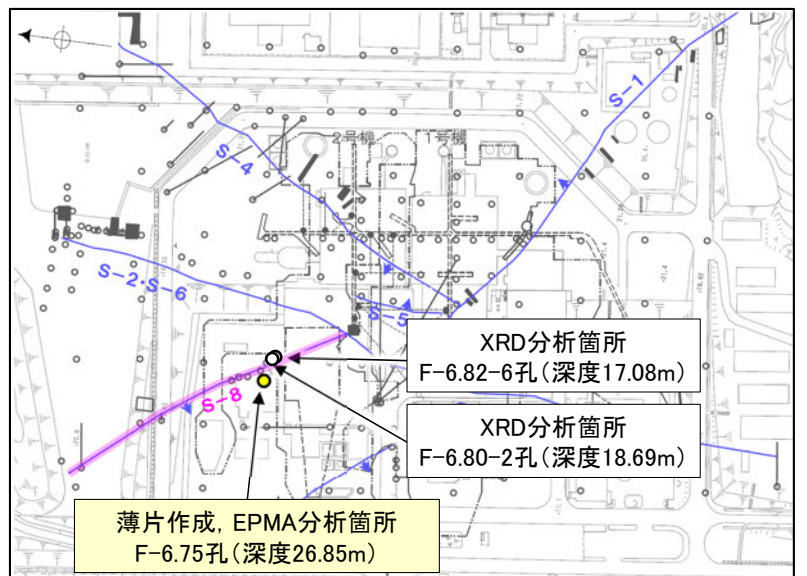 S-1
2号機
1号機
S-4
S-2・S-6
S-5
XRD分析箇所
F-6.82-6孔(深度17.08m)
S-8
XRD分析箇所
F-6.80-2孔(深度18.69m)
薄片作成, EPMA分析箇所
F-6.75孔(深度26.85m)